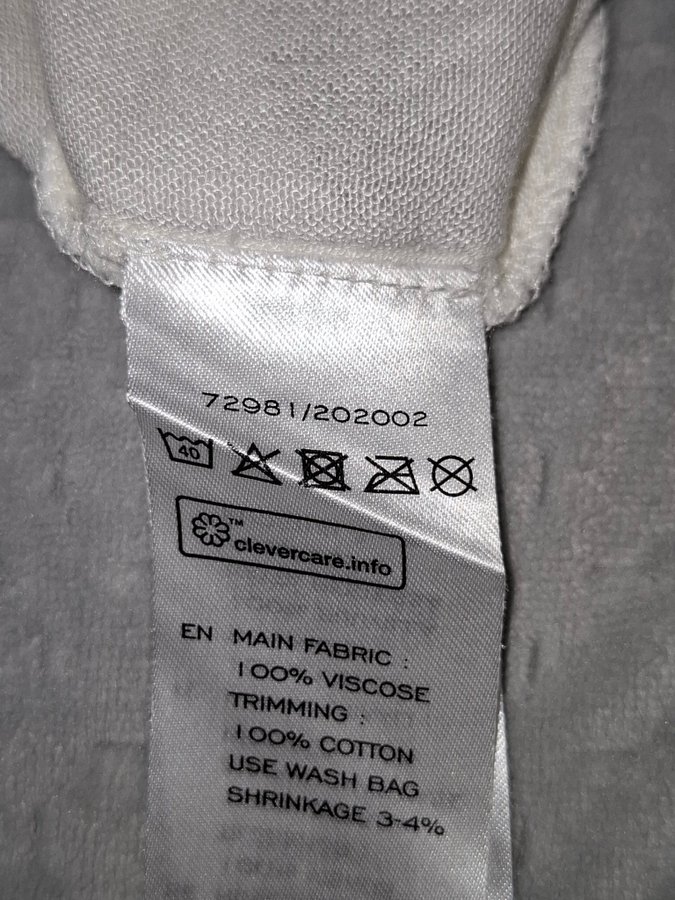 72981/202002
40
™
clevercare.info
EN MAIN FABRIC :
100% VISCOSE
TRIMMING :
100% COTTON
USE WASH BAG
SHRINKAGE 3-4%